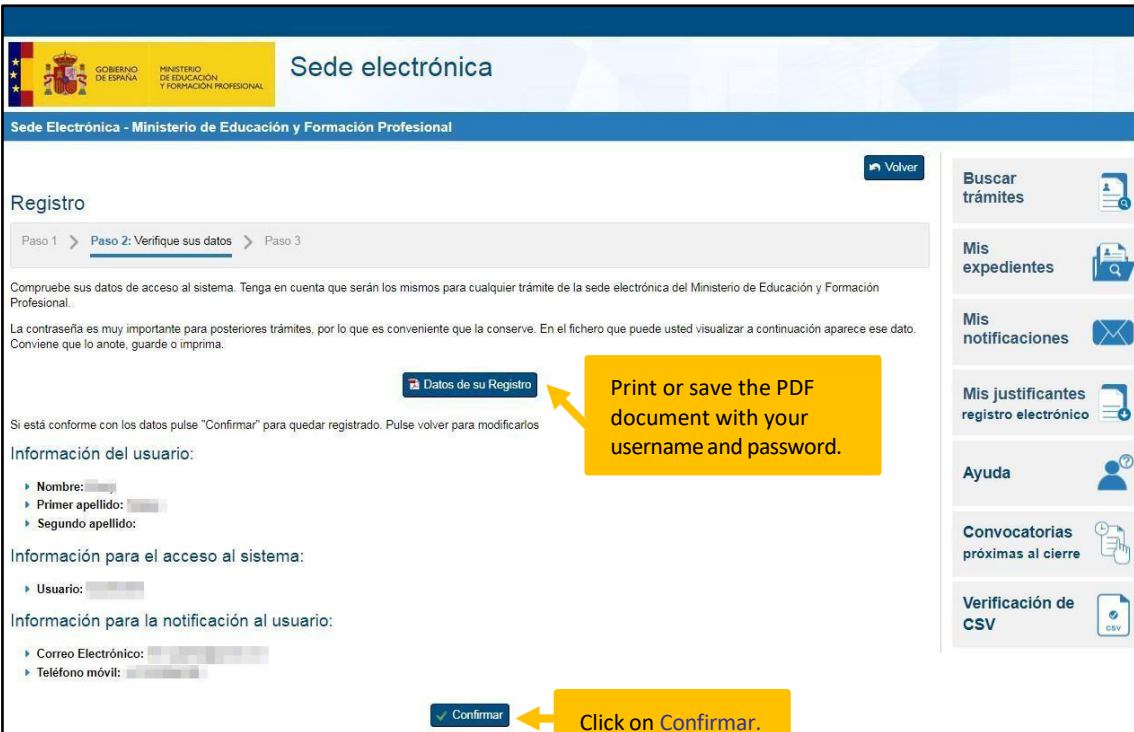 GOBIERNO
DE ESPAÑA
MINISTERIO
DE EDUCACIÓN
Y FORMACIÓN PROFESIONAL
Sede electrónica
Sede Electrónica - Ministerio de Educación y Formación Profesional
Volver
Registro
Paso 1 Paso 2: Verifique sus datos Paso 3
Compruebe sus datos de acceso al sistema. Tenga en cuenta que serán los mismos para cualquier trámite de la sede electrónica del Ministerio de Educación y Formación
Profesional.
La contraseña es muy importante para posteriores trámites, por lo que es conveniente que la conserve. En el fichero que puede usted visualizar a continuación aparece ese dato.
Conviene que lo anote, guarde o imprima.
Datos de su Registro
Print or save the PDF
document with your
username and password.
Si está conforme con los datos pulse "Confirmar" para quedar registrado. Pulse volver para modificarlos
Información del usuario:
Nombre:
Primer apellido:
Segundo apellido:
Información para el acceso al sistema:
Usuario:
Información para la notificación al usuario:
Correo Electrónico:
Teléfono móvil:
Confirmar
Click on Confirmar.
Buscar
trámites
Mis
expedientes
Mis
notificaciones
Mis justificantes
registro electrónico
Ayuda
Convocatorias
próximas al cierre
Verificación de
CSV
CSV